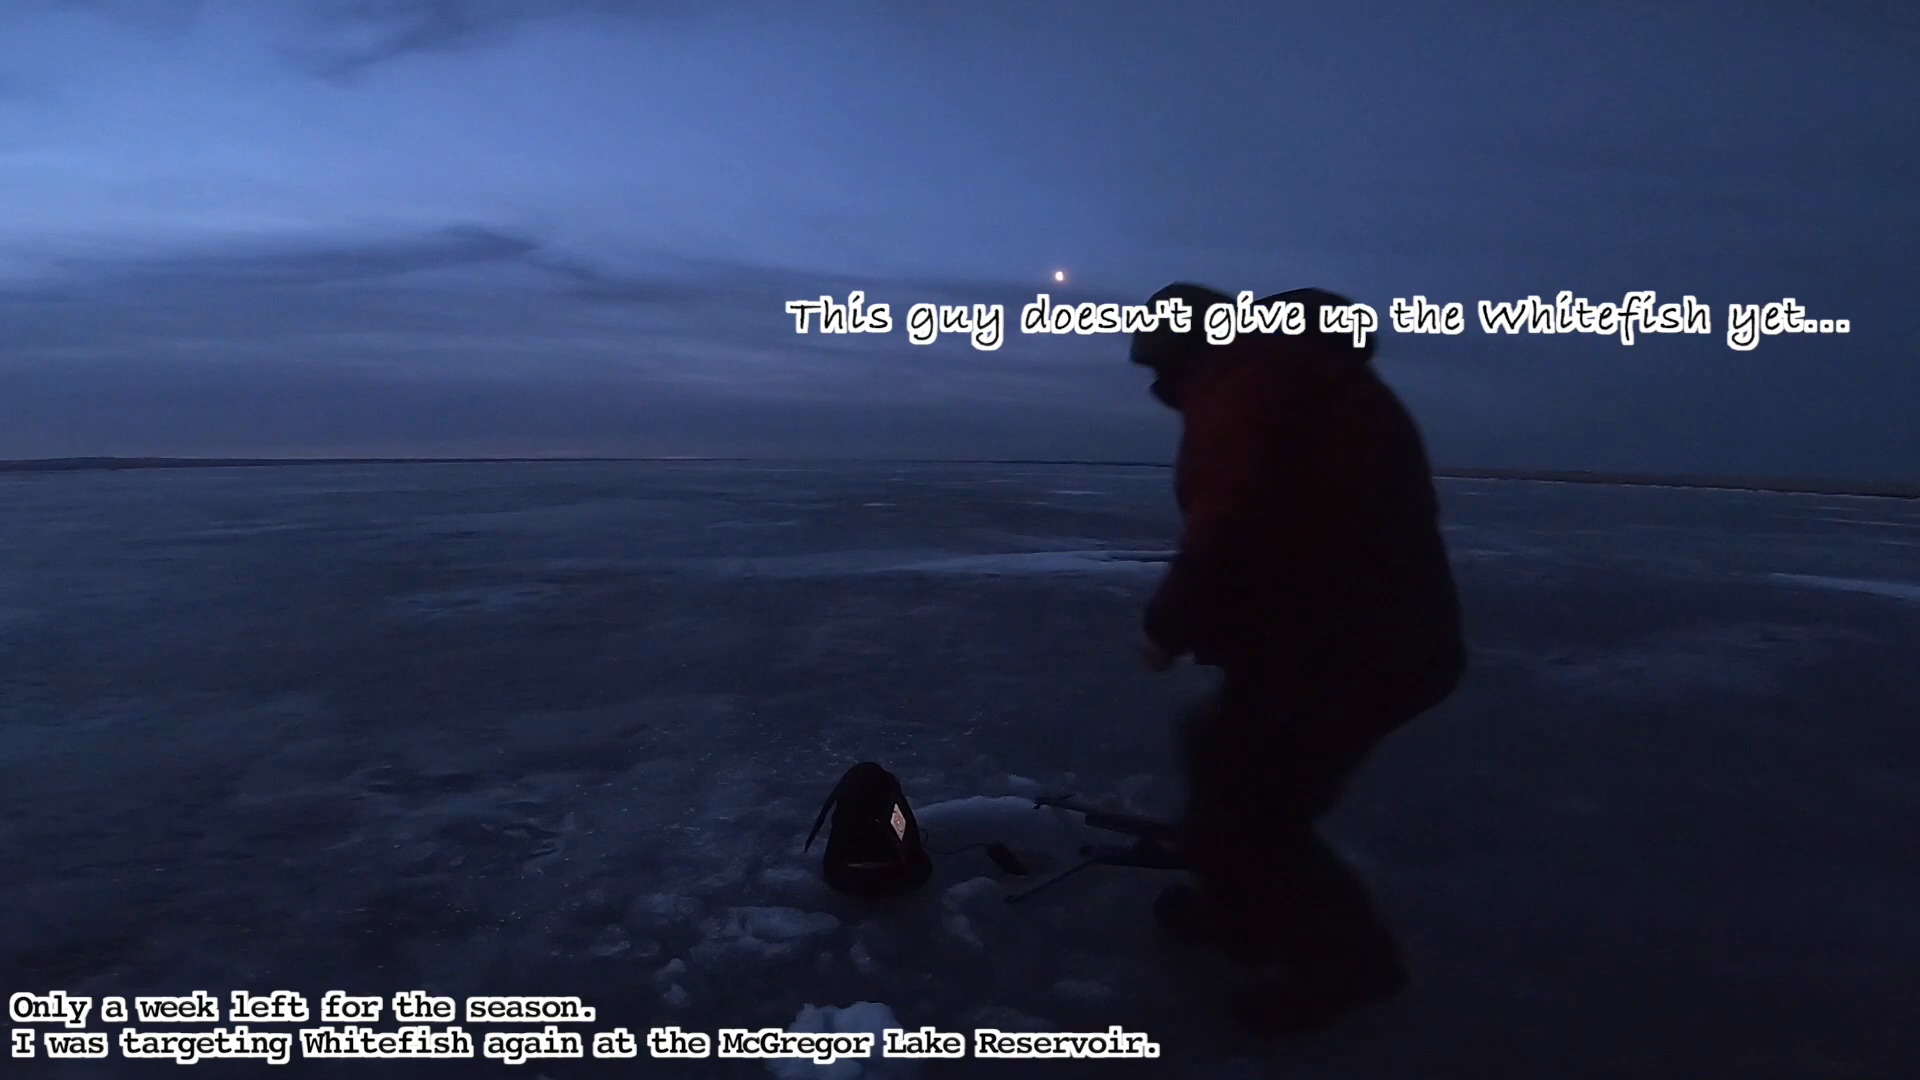 This guy doesn't give up the Whitefish yet...
Only a week left for the season.
I was targeting Whitefish again at the McGregor Lake Reservoir.